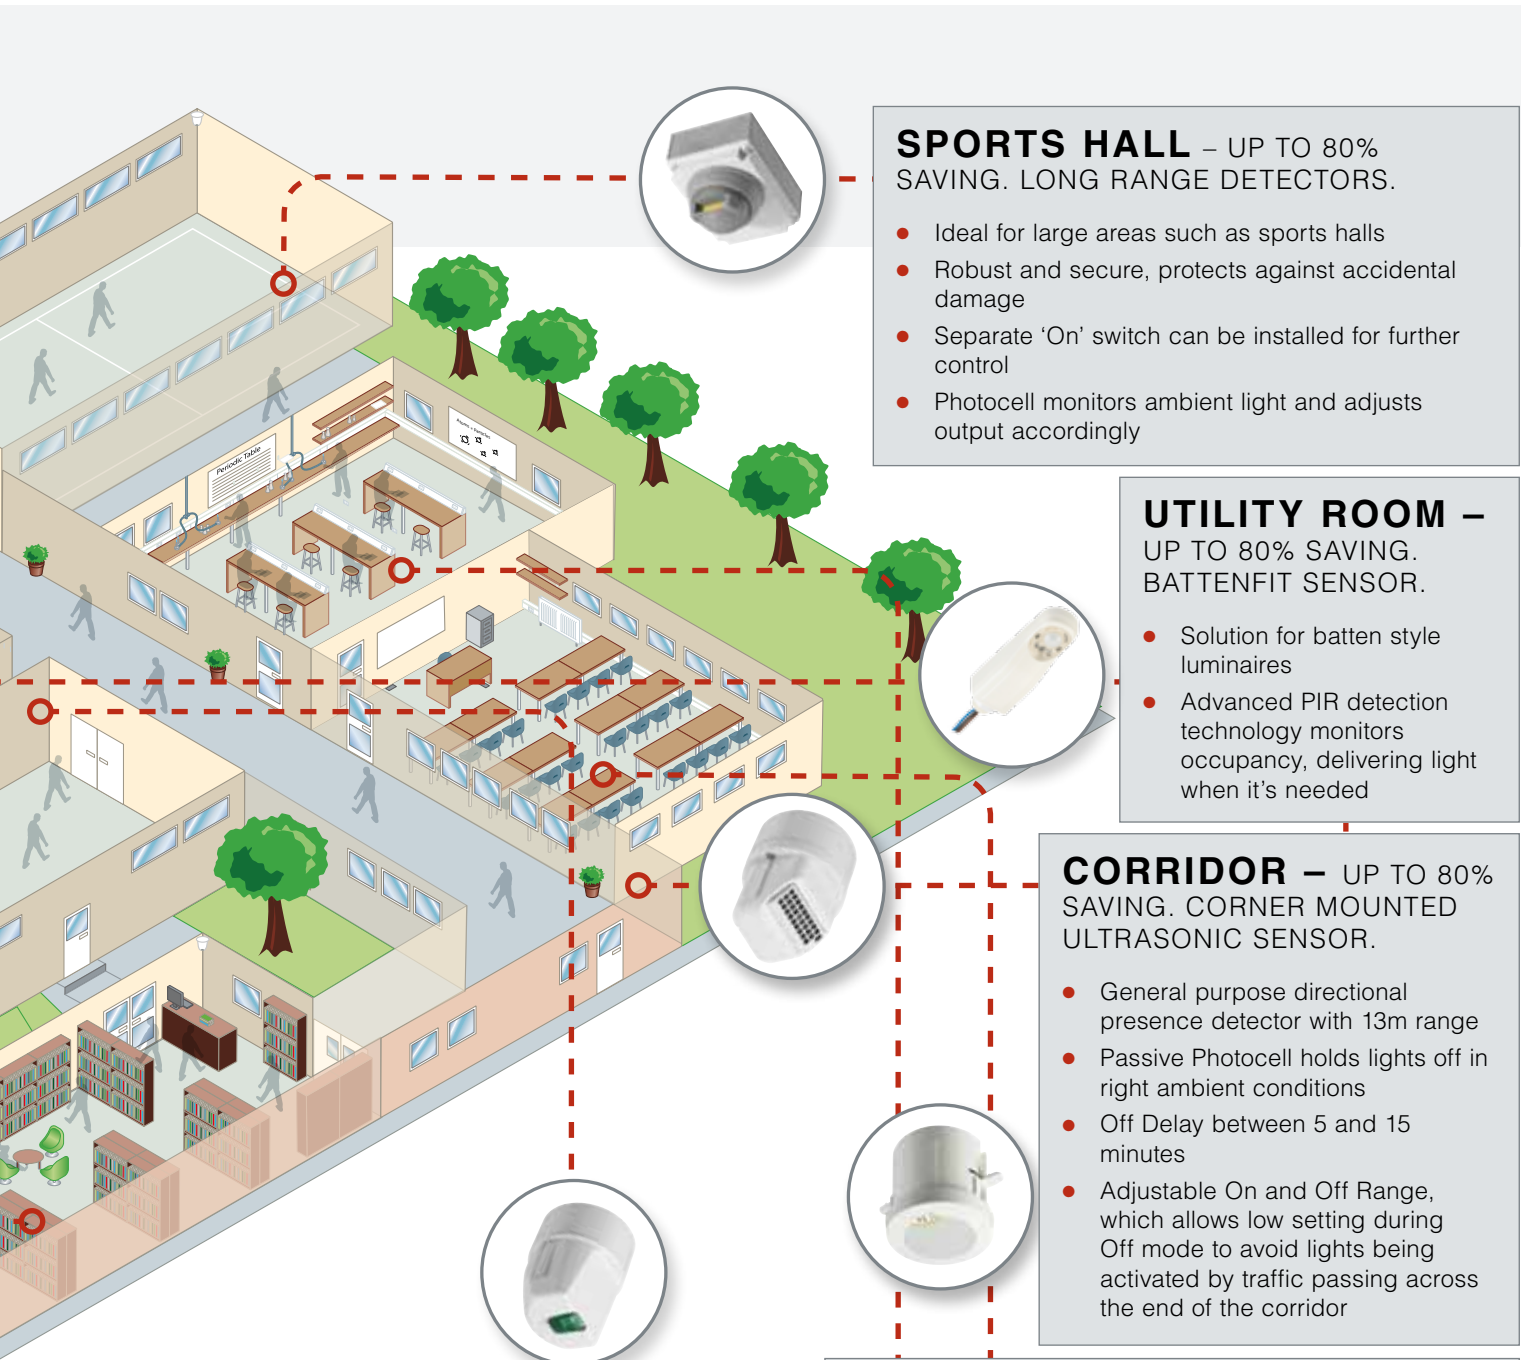 SPORTS HALL – UP TO 80%
SAVING. LONG RANGE DETECTORS.
Ideal for large areas such as sports halls
Robust and secure, protects against accidental
damage
Separate ‘On’ switch can be installed for further
control
Photocell monitors ambient light and adjusts
output accordingly
Periodic Table
UTILITY ROOM –
UP TO 80% SAVING.
BATTENFIT SENSOR.
Solution for batten style
luminaires
Advanced PIR detection
technology monitors
occupancy, delivering light
when it’s needed
CORRIDOR – UP TO 80%
SAVING. CORNER MOUNTED
ULTRASONIC SENSOR.
General purpose directional
presence detector with 13m range
Passive Photocell holds lights off in
right ambient conditions
Off Delay between 5 and 15
minutes
Adjustable On and Off Range,
which allows low setting during
Off mode to avoid lights being
activated by traffic passing across
the end of the corridor